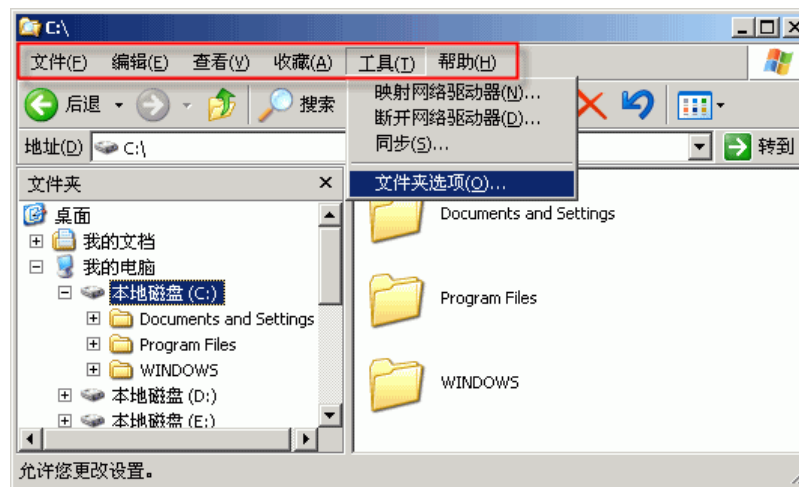 C:\
文件(F) 编辑(E) 查看(V) 收藏(A) 工具(T) 帮助(H)
后退 搜索
映射网络驱动器(N)...
断开网络驱动器(D)...
同步(S)...
文件夹选项(O)...
地址(D) C:\ 转到
文件夹
桌面
我的文档
我的电脑
本地磁盘 (C:)
Documents and Settings
Program Files
WINDOWS
本地磁盘 (D:)
本地磁盘 (E:)
Documents and Settings
Program Files
WINDOWS
允许您更改设置。